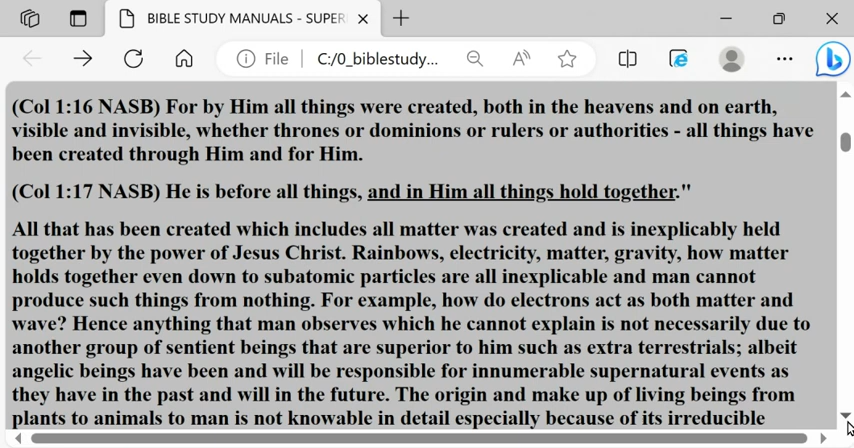 BIBLE STUDY MANUALS - SUPER
File
C:/0_biblestudy...
(Col 1:16 NASB) For by Him all things were created, both in the heavens and on earth,
visible and invisible, whether thrones or dominions or rulers or authorities - all things have
been created through Him and for Him.
(Col 1:17 NASB) He is before all things, and in Him all things hold together."
All that has been created which includes all matter was created and is inexplicably held
together by the power of Jesus Christ. Rainbows, electricity, matter, gravity, how matter
holds together even down to subatomic particles are all inexplicable and man cannot
produce such things from nothing. For example, how do electrons act as both matter and
wave? Hence anything that man observes which he cannot explain is not necessarily due to
another group of sentient beings that are superior to him such as extra terrestrials; albeit
angelic beings have been and will be responsible for innumerable supernatural events as
they have in the past and will in the future. The origin and make up of living beings from
plants to animals to man is not knowable in detail especially because of its irreducible